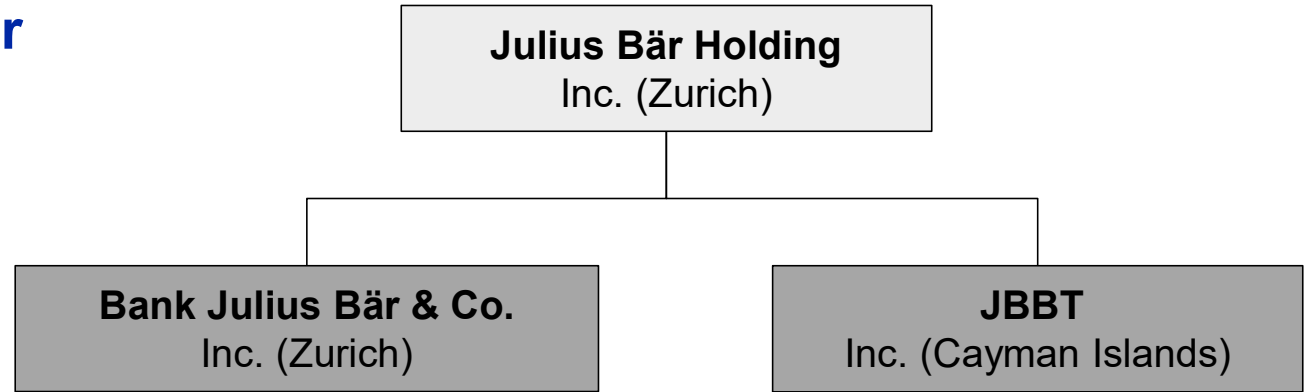 r
Julius Bär Holding
Inc. (Zurich)
Bank Julius Bär & Co.
Inc. (Zurich)
JBBT
Inc. (Cayman Islands)